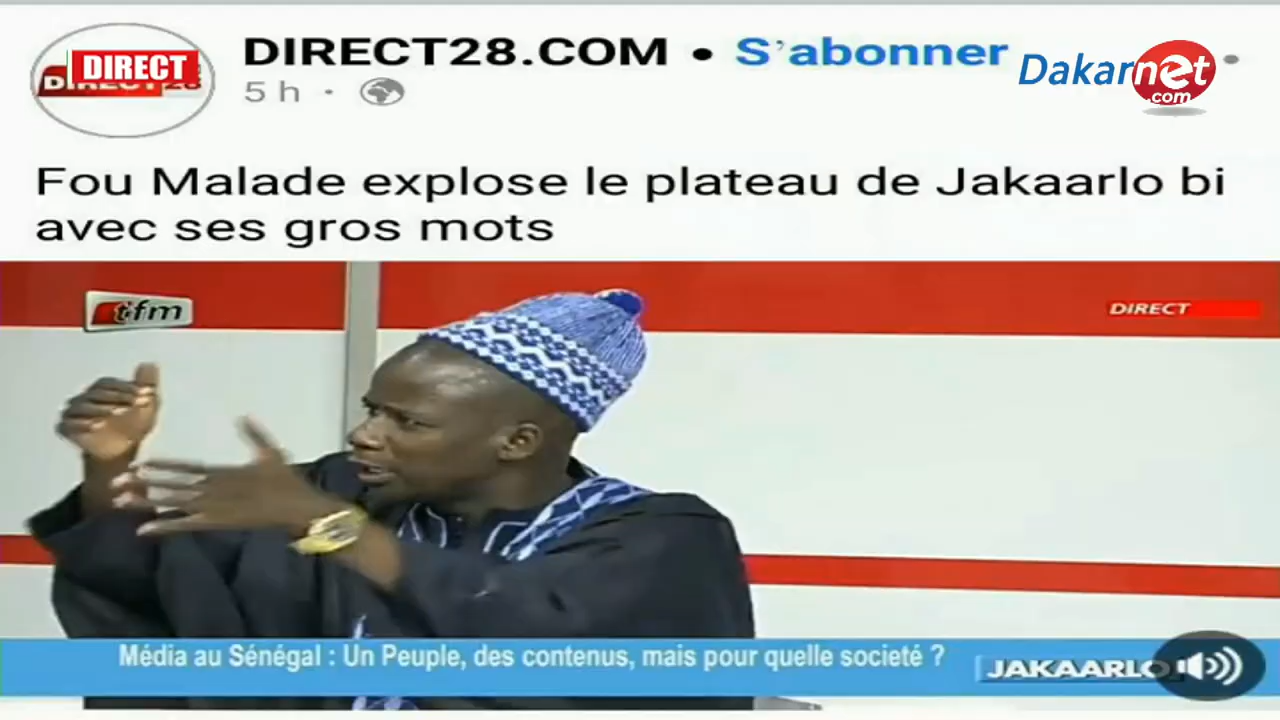 DIRECT
DIRECT28.COM • S'abonner
Dakarnet
.com
5 h ·
Fou Malade explose le plateau de Jakaarlo bi
avec ses gros mots
tfm
DIRECT
Média au Sénégal : Un Peuple, des contenus, mais pour quelle societé ?
JAKAARLO